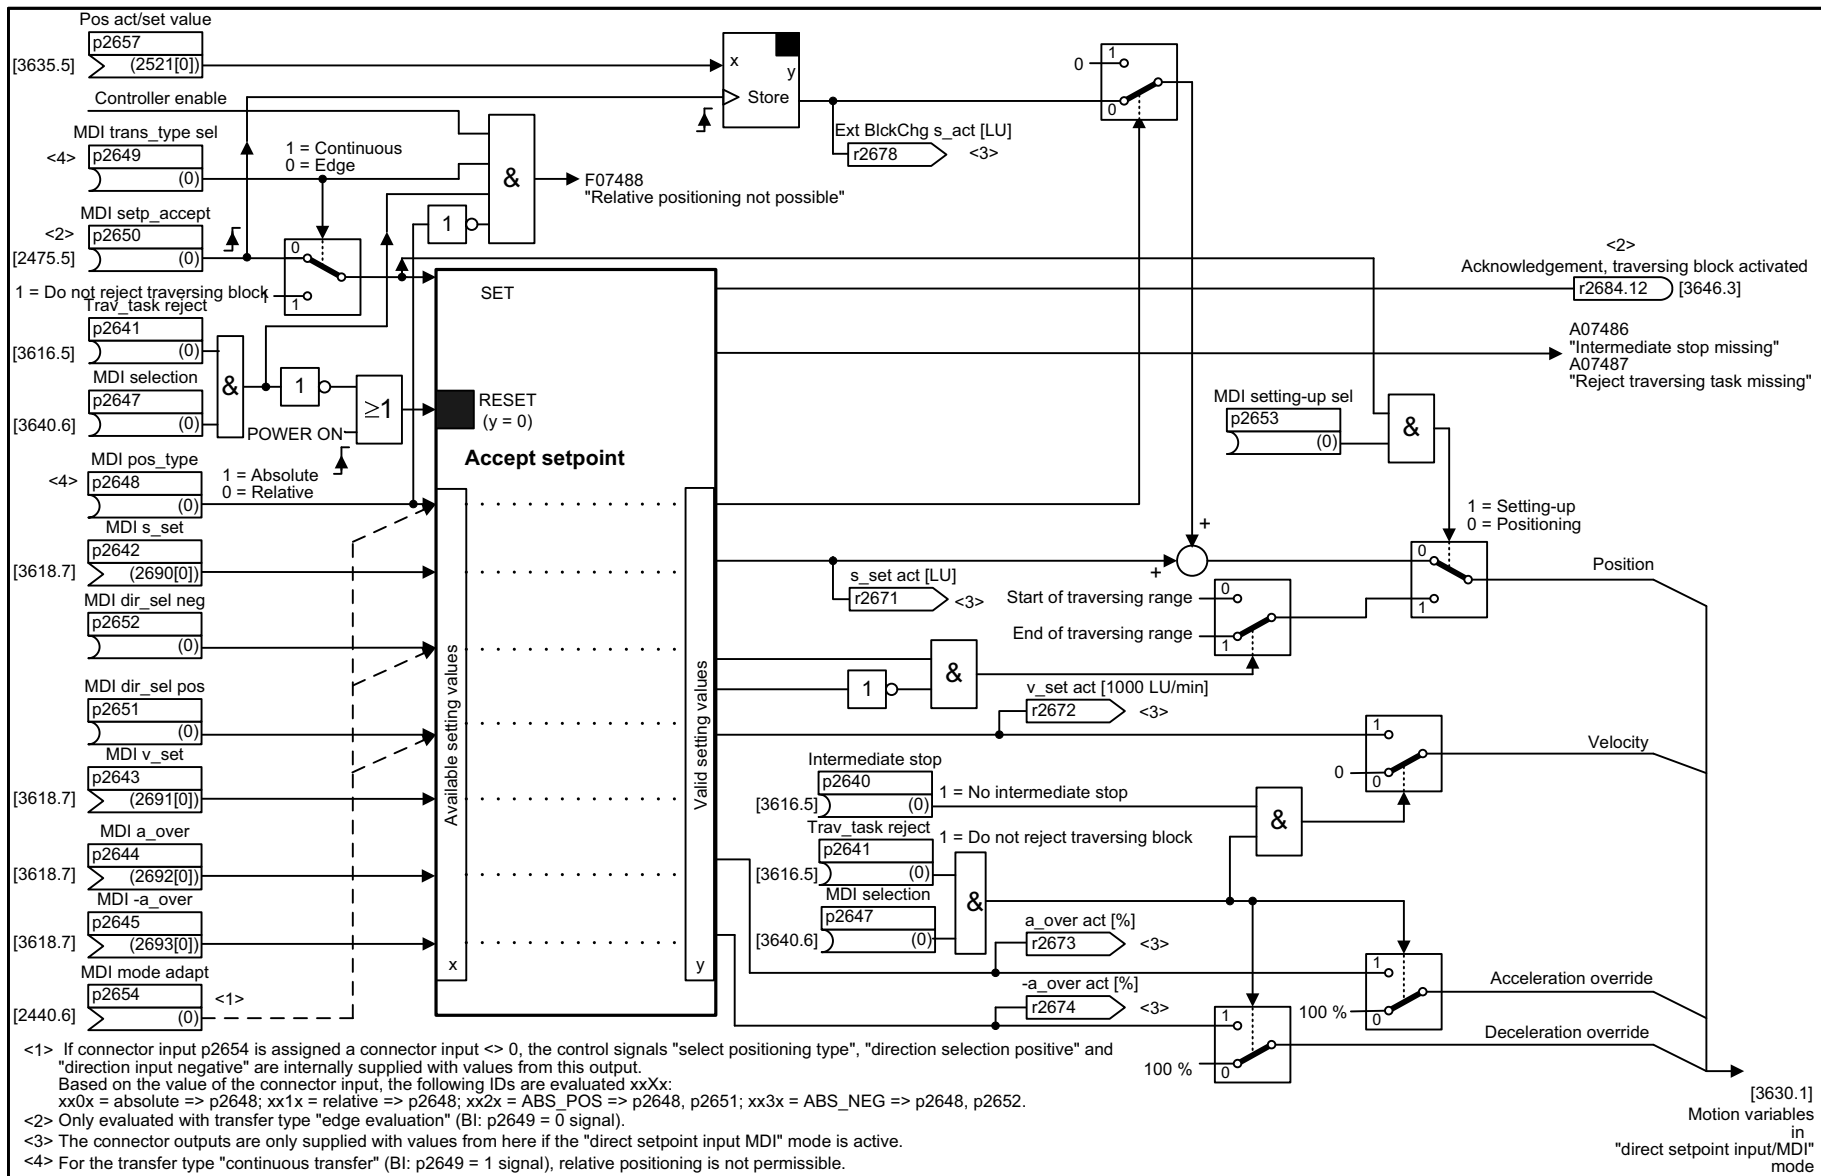 Pos act/set value
p2657
[3635.5]
(2521[0])
x
y
Store
1
0
0
Controller enable
MDI trans_type sel
<4>
p2649
(0)
1 = Continuous
0 = Edge
&
F07488
"Relative positioning not possible"
Ext BlckChg s_act [LU]
r2678
<3>
MDI setp_accept
<2>
p2650
[2475.5]
(0)
0
1
1
1
1 = Do not reject traversing block
Trav_task reject
p2641
[3616.5]
(0)
MDI selection
p2647
[3640.6]
(0)
&
1
≥1
POWER ON
SET
RESET
(y = 0)
Accept setpoint
<2>
Acknowledgement, traversing block activated
r2684.12
[3646.3]
A07486
"Intermediate stop missing"
A07487
"Reject traversing task missing"
MDI setting-up sel
p2653
(0)
&
MDI pos_type
<4>
p2648
(0)
1 = Absolute
0 = Relative
MDI s_set
p2642
[3618.7]
(2690[0])
MDI dir_sel neg
p2652
(0)
MDI dir_sel pos
p2651
(0)
MDI v_set
p2643
[3618.7]
(2691[0])
MDI a_over
p2644
[3618.7]
(2692[0])
MDI -a_over
p2645
[3618.7]
(2693[0])
MDI mode adapt
p2654
<1>
[2440.6]
(0)
Available setting values
x
Valid setting values
y
+
+
1 = Setting-up
0 = Positioning
0
1
Position
s_set act [LU]
r2671
<3>
Start of traversing range
End of traversing range
0
1
1
&
v_set act [1000 LU/min]
r2672
<3>
1
0
0
Velocity
Intermediate stop
p2640
[3616.5]
(0)
1 = No intermediate stop
&
Trav_task reject
p2641
[3616.5]
(0)
1 = Do not reject traversing block
MDI selection
p2647
[3640.6]
(0)
&
a_over act [%]
r2673
<3>
1
100 %
0
Acceleration override
-a_over act [%]
r2674
<3>
1
100 %
0
Deceleration override
[3630.1]
Motion variables
in
"direct setpoint input/MDI"
mode
<1> If connector input p2654 is assigned a connector input <> 0, the control signals "select positioning type", "direction selection positive" and
"direction input negative" are internally supplied with values from this output.
Based on the value of the connector input, the following IDs are evaluated xxXx:
xx0x = absolute => p2648; xx1x = relative => p2648; xx2x = ABS_POS => p2648, p2651; xx3x = ABS_NEG => p2648, p2652.
<2> Only evaluated with transfer type "edge evaluation" (BI: p2649 = 0 signal).
<3> The connector outputs are only supplied with values from here if the "direct setpoint input MDI" mode is active.
<4> For the transfer type "continuous transfer" (BI: p2649 = 1 signal), relative positioning is not permissible.